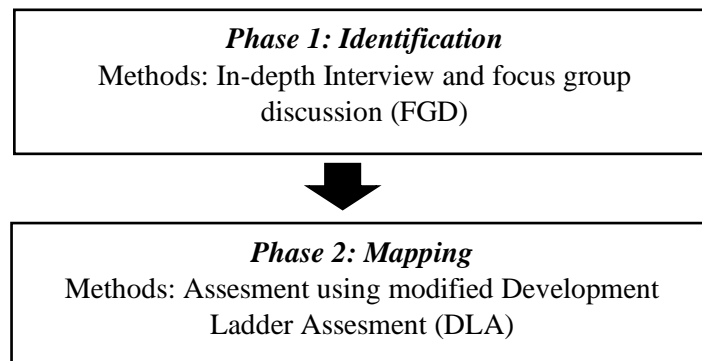 Phase 1: Identification
Methods: In-depth Interview and focus group
discussion (FGD)
Phase 2: Mapping
Methods: Assesment using modified Development
Ladder Assesment (DLA)